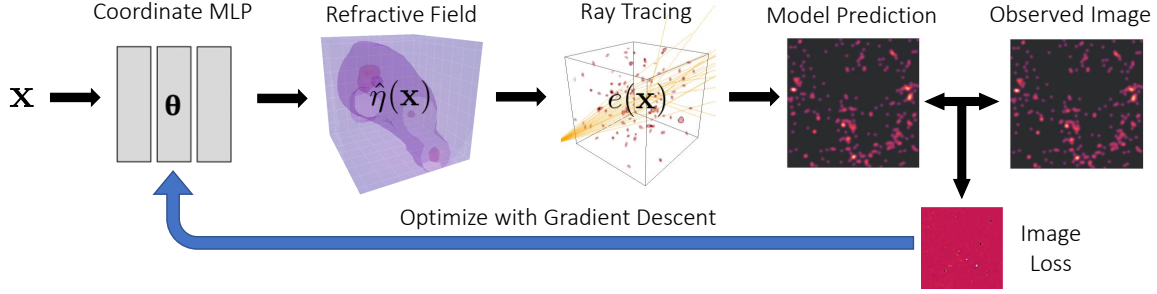 Coordinate MLP
Refractive Field
Ray Tracing
Model Prediction
Observed Image
x
θ
η̂(x)
e(x)
Optimize with Gradient Descent
Image
Loss